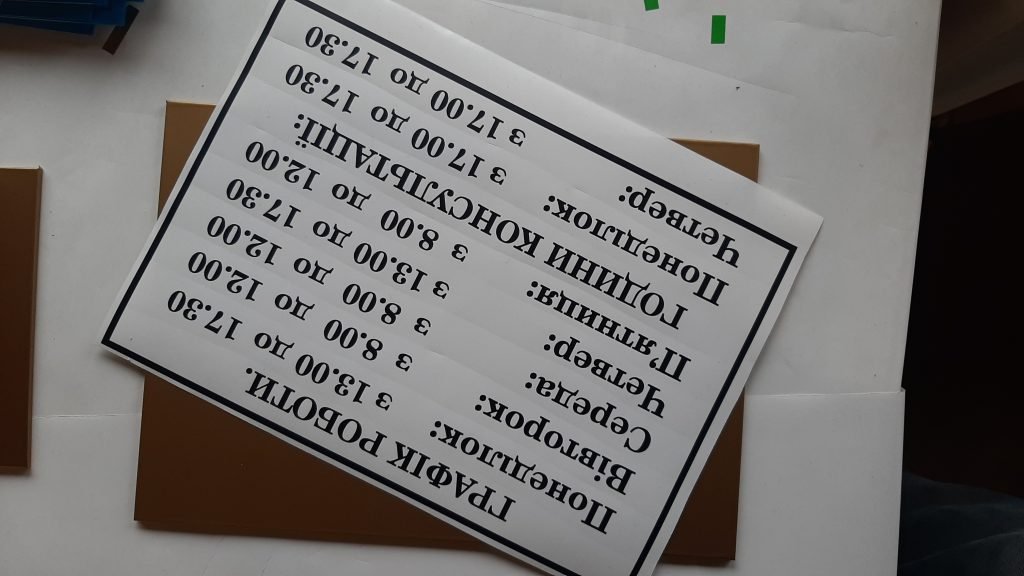 ГРАФІК РОБОТИ.
Понеділок: з 13.00 до 17.30
Вівторок: з 8.00 до 12.00
Середа: з 8.00 до 12.00
Четвер: з 13.00 до 17.30
П'ятниця: з 8.00 до 12.00
ГОДИНИ КОНСУЛЬТАЦІЇ:
Понеділок: з 17.00 до 17.30
Четвер: з 17.00 до 17.30